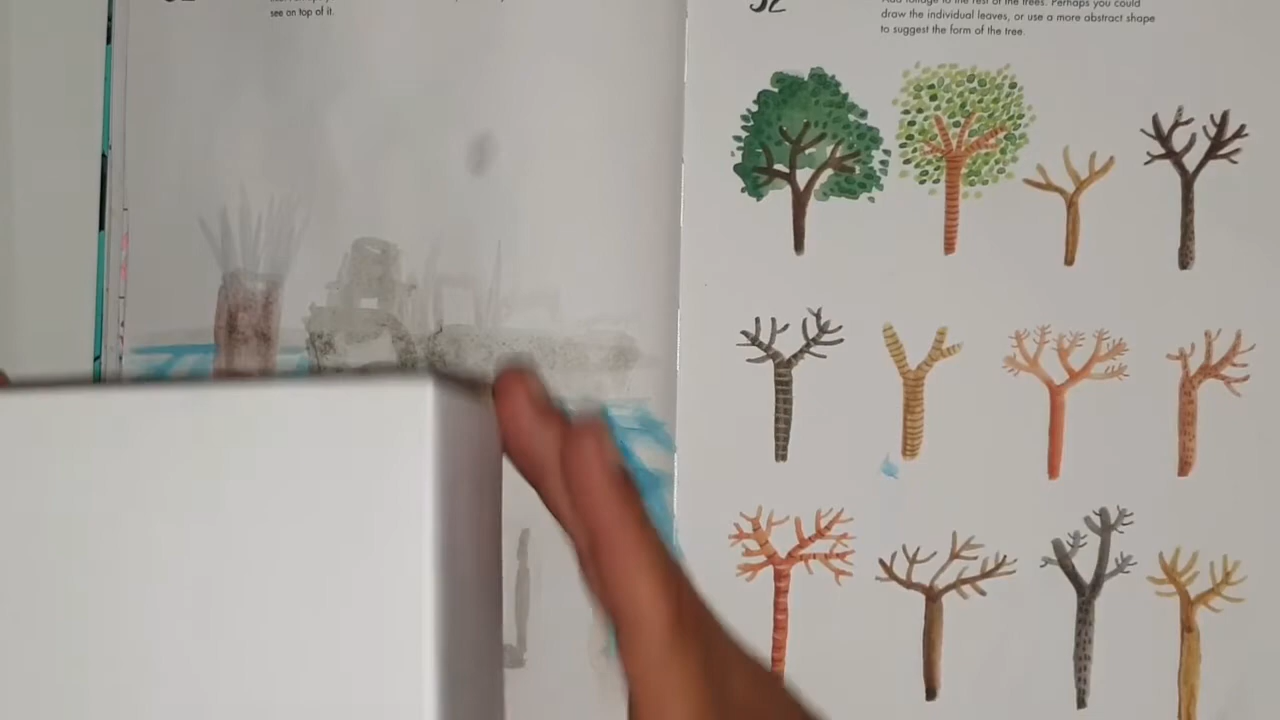 see on top of it.
Add foliage to the rest of the trees. Perhaps you could
draw the individual leaves, or use a more abstract shape
to suggest the form of the tree.